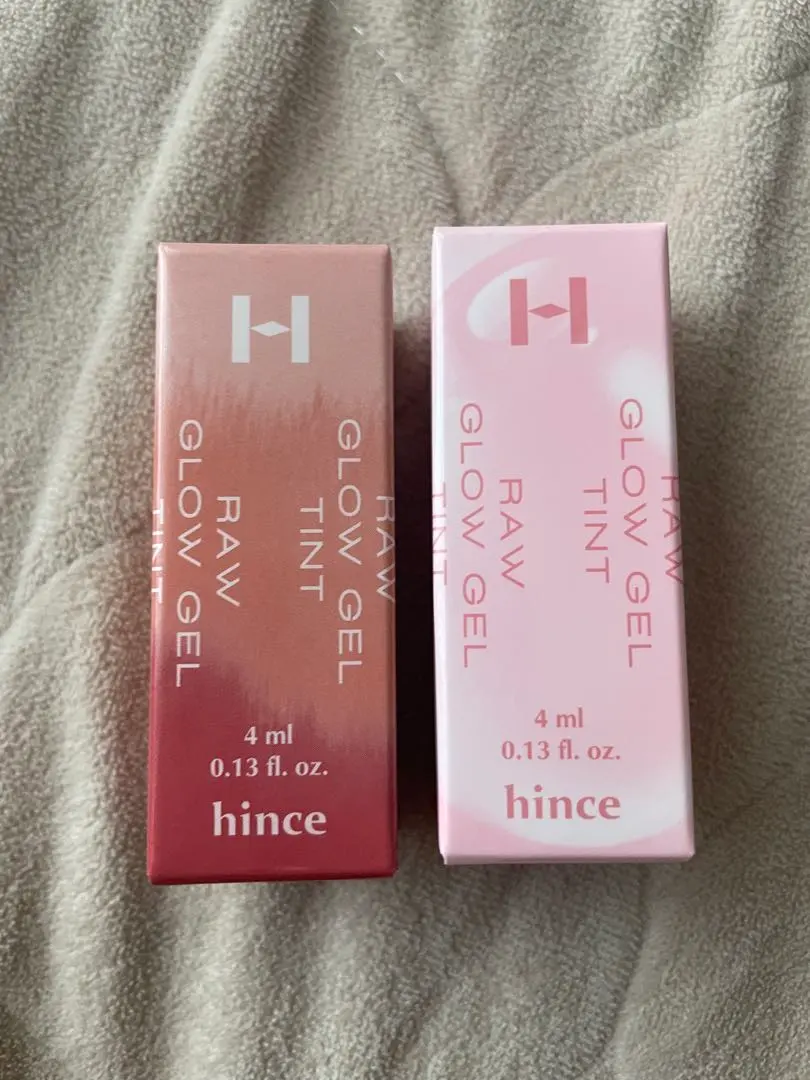 H
RAW
GLOW GEL
TINT
RAW
GLOW GEL
TINT
4 ml
0.13 fl. oz.
hince
H
RAW
GLOW GEL
TINT
RAW
GLOW GEL
TINT
4 ml
0.13 fl. oz.
hince